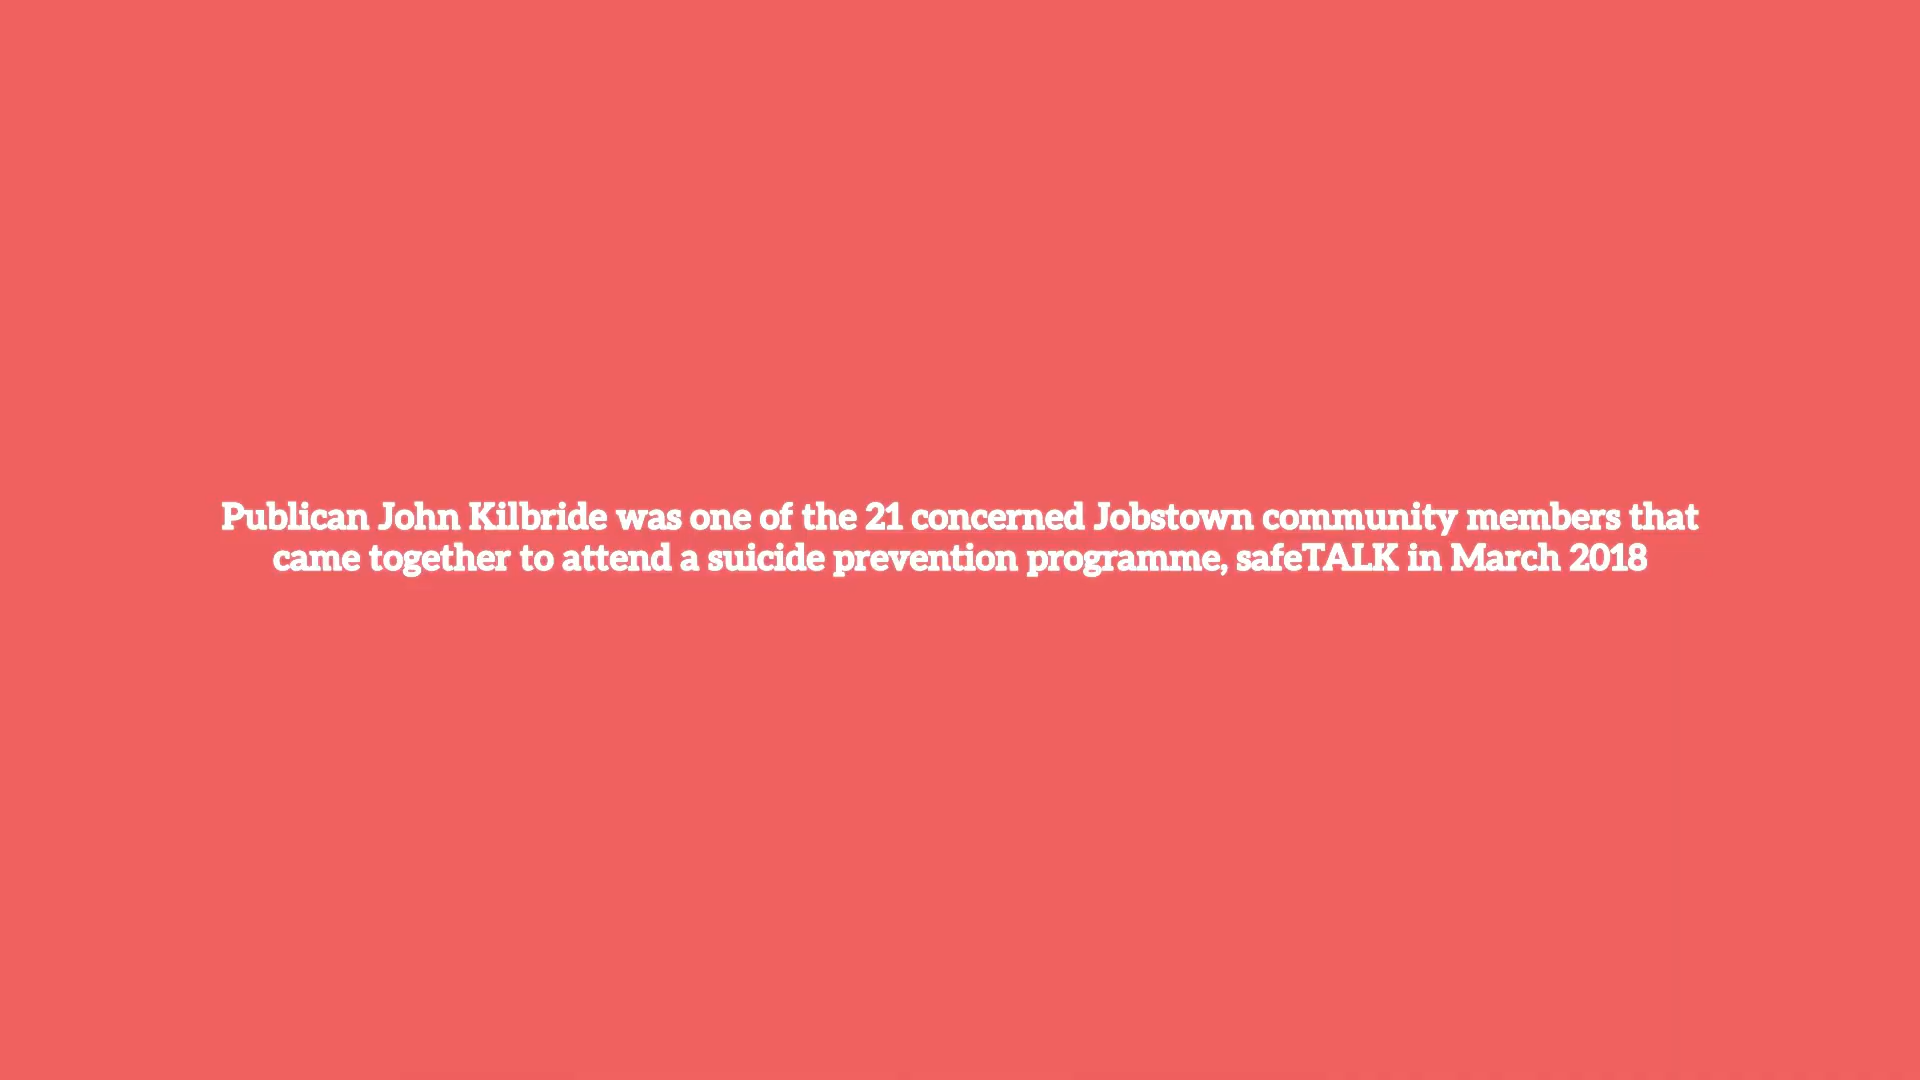 Publican John Kilbride was one of the 21 concerned Jobstown community members that
came together to attend a suicide prevention programme, safeTALK in March 2018